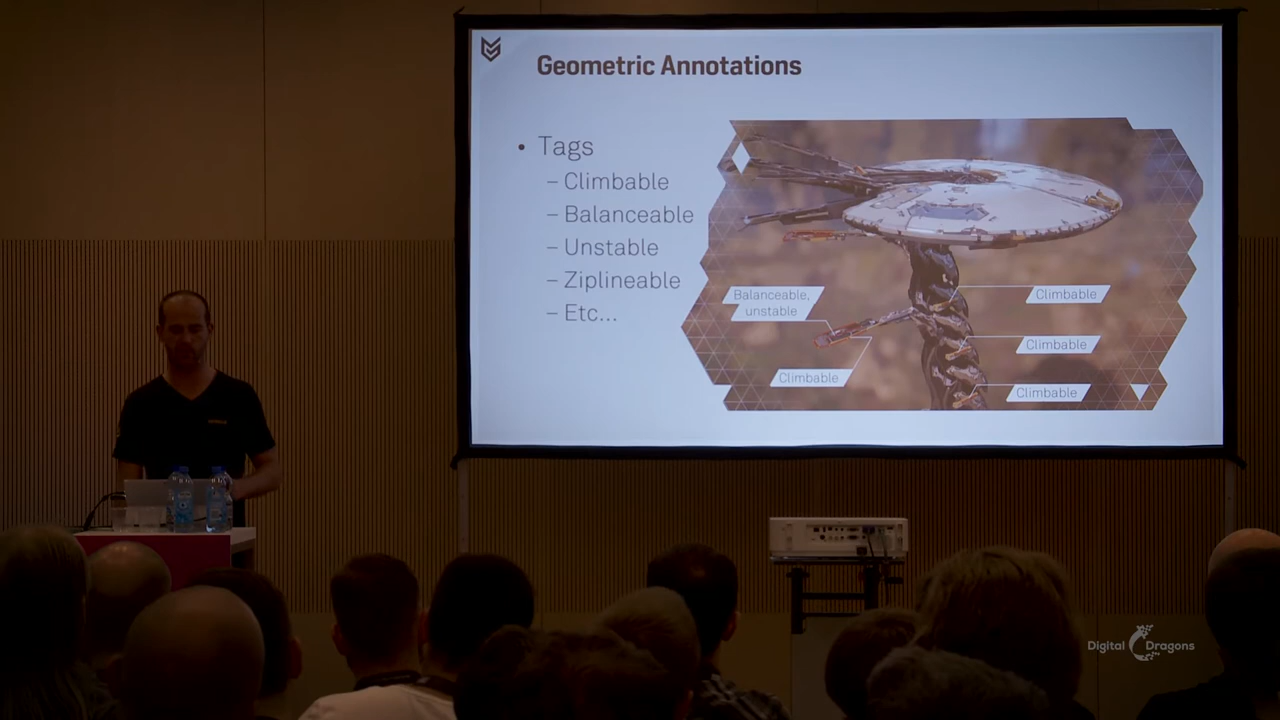 Geometric Annotations
• Tags
– Climbable
– Balanceable
– Unstable
– Ziplineable
– Etc...
Balanceable,
unstable
Climbable
Climbable
Climbable
Climbable
Digital Dragons